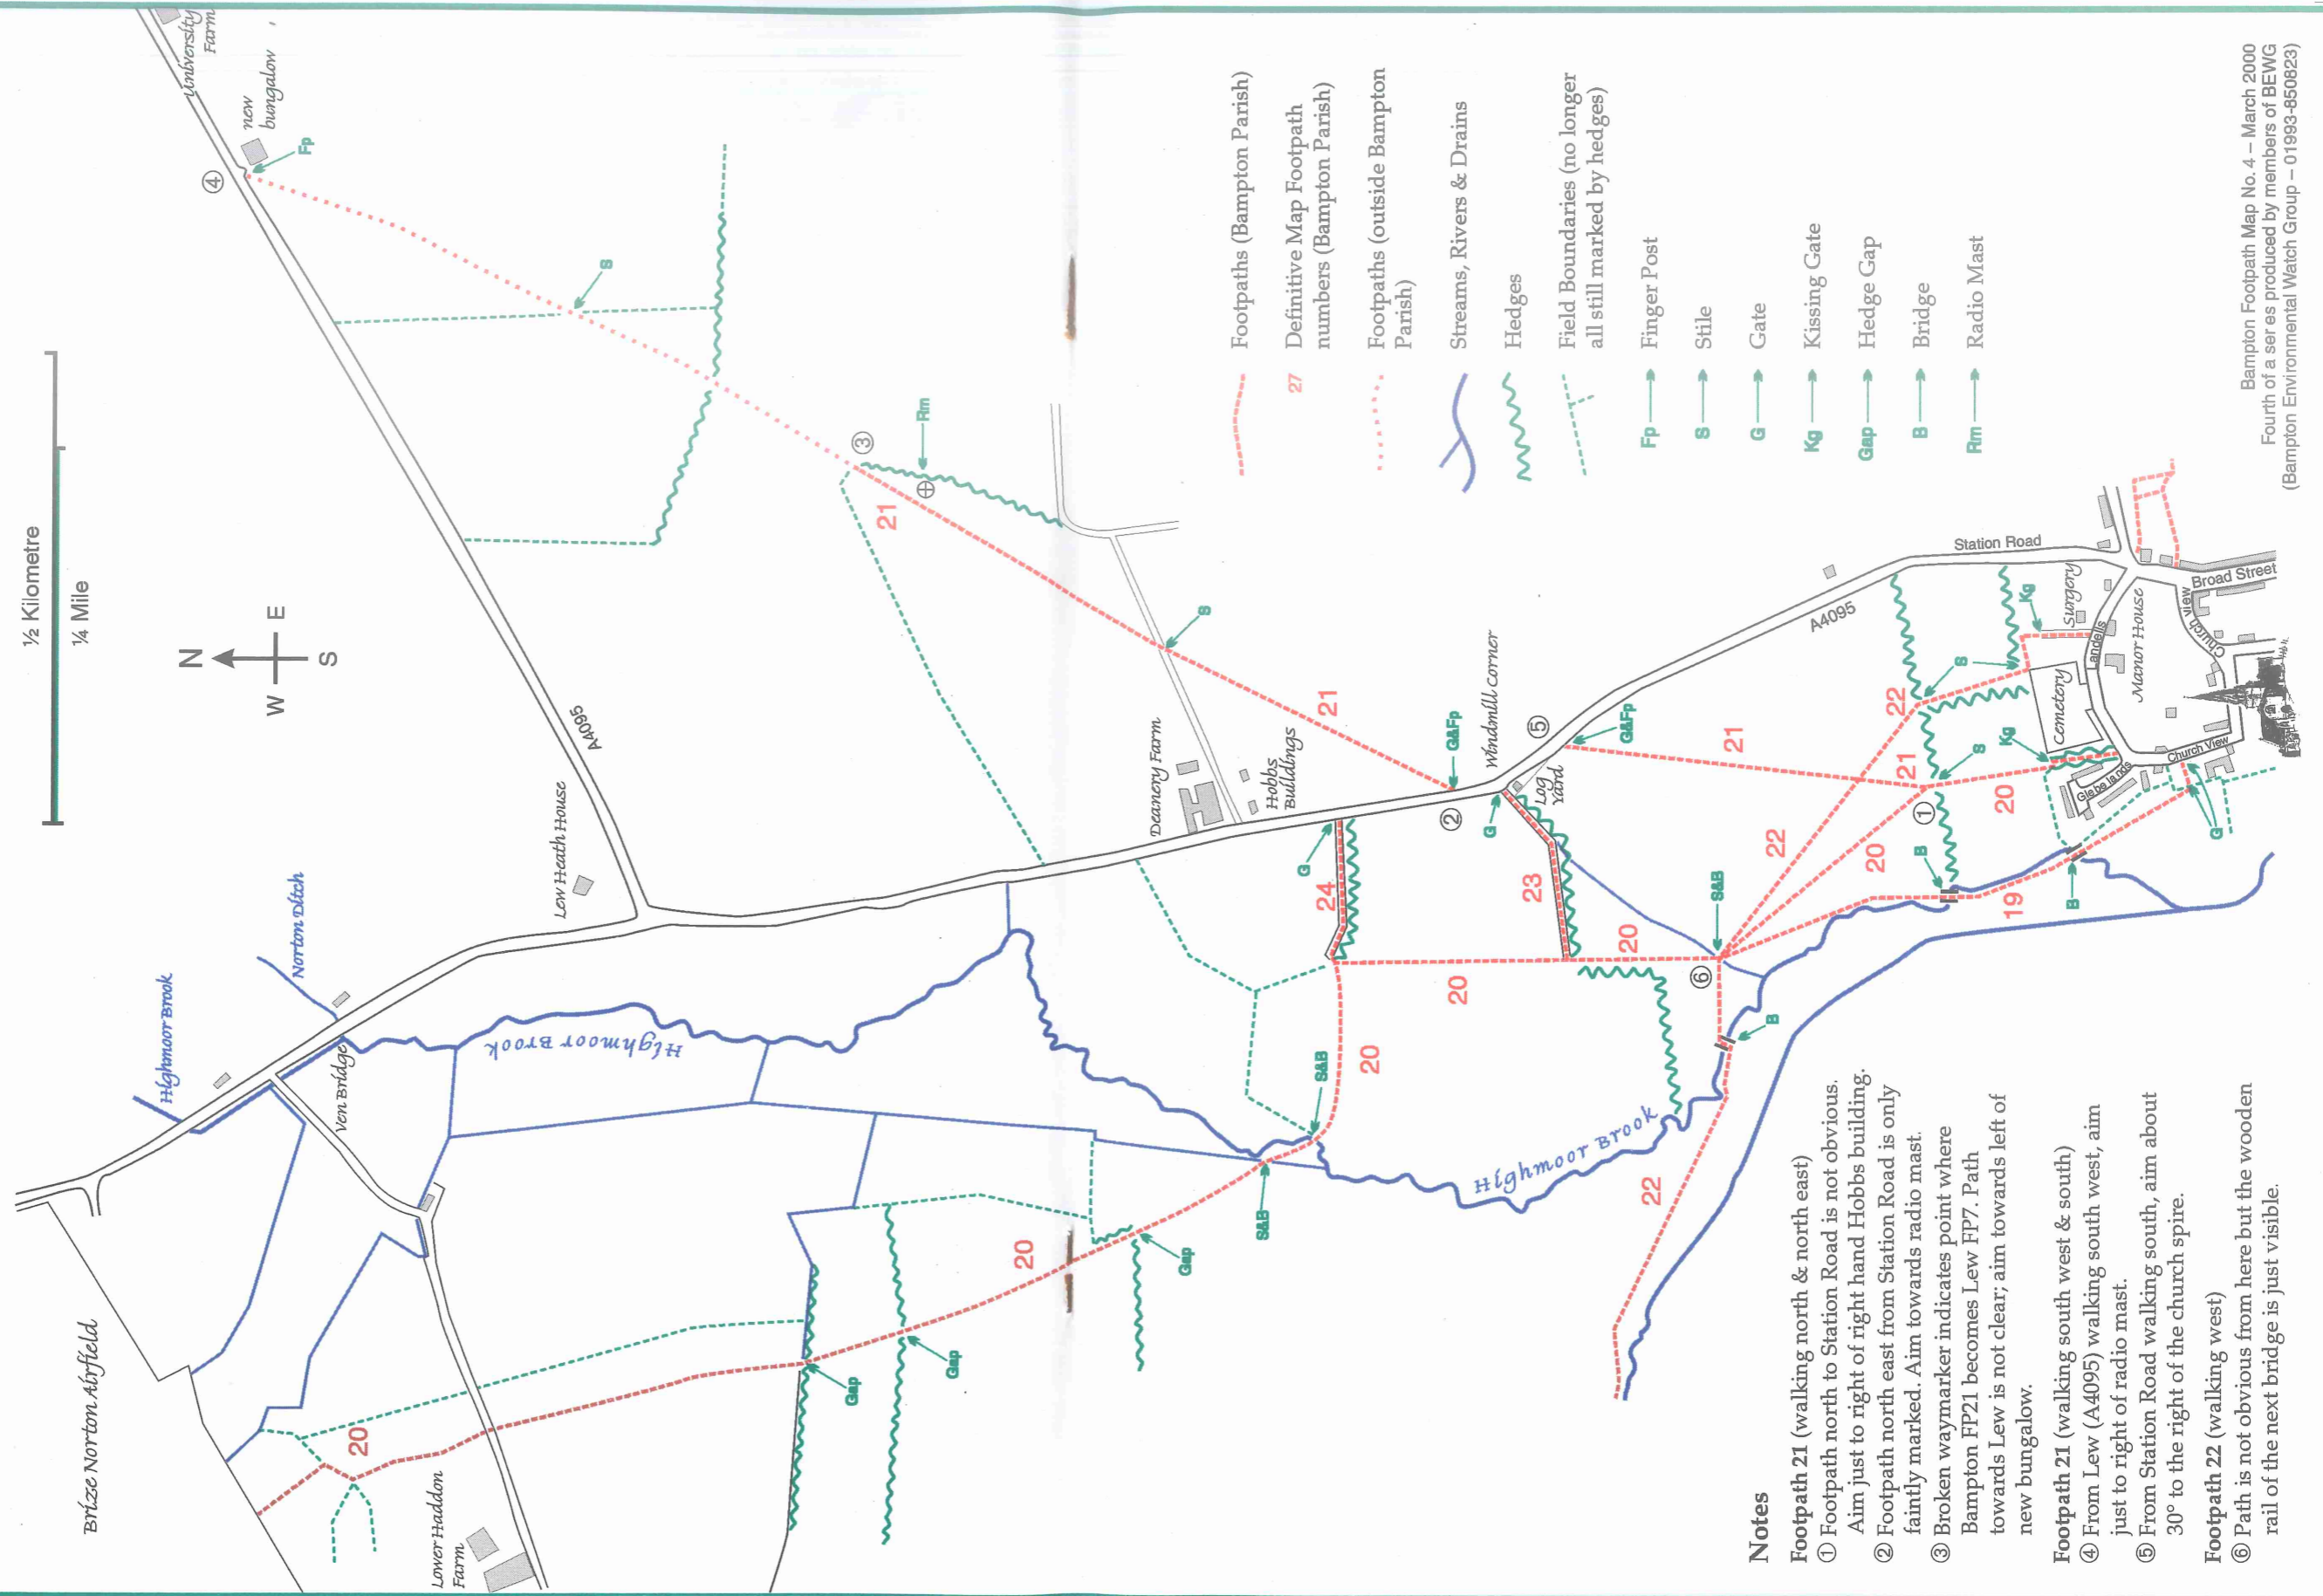 ½ Kilometre
¼ Mile
N
W E
S
University
Farm
new
bungalow
Fp
④
S
③
Rm
21
A4095
Lew Heath House
Norton Ditch
Highmoor Brook
Ven Bridge
Highmoor Brook
Brize Norton Airfield
20
Lower Haddon
Farm
Gap
Gap
20
Gap
S&B
S&B
20
Deanery Farm
Hobbs
Buildings
S
21
G
24
②
G&Fp
Windmill Corner
G
Log
Yard
⑤
G&Fp
23
20
20
Highmoor Brook
22
B
⑥
S&B
22
20
21
A4095
Station Road
22
21
①
B
S
S
Kg
Kg
20
19
B
Cemetery
Surgery
Landells
Manor House
Glebelands
Church View
Church View
Broad Street
G
Footpaths (Bampton Parish)
27
Definitive Map Footpath
numbers (Bampton Parish)
Footpaths (outside Bampton
Parish)
Streams, Rivers & Drains
Hedges
Field Boundaries (no longer
all still marked by hedges)
Fp Finger Post
S Stile
G Gate
Kg Kissing Gate
Gap Hedge Gap
B Bridge
Rm Radio Mast
Notes
Footpath 21 (walking north & north east)
① Footpath north to Station Road is not obvious.
Aim just to right of right hand Hobbs building.
② Footpath north east from Station Road is only
faintly marked. Aim towards radio mast.
③ Broken waymarker indicates point where
Bampton FP21 becomes Lew FP7. Path
towards Lew is not clear; aim towards left of
new bungalow.
Footpath 21 (walking south west & south)
④ From Lew (A4095) walking south west, aim
just to right of radio mast.
⑤ From Station Road walking south, aim about
30° to the right of the church spire.
Footpath 22 (walking west)
⑥ Path is not obvious from here but the wooden
rail of the next bridge is just visible.
Bampton Footpath Map No. 4 – March 2000
Fourth of a ser es produced by members of BEWG
(Bampton Environmental Watch Group – 01993-850823)